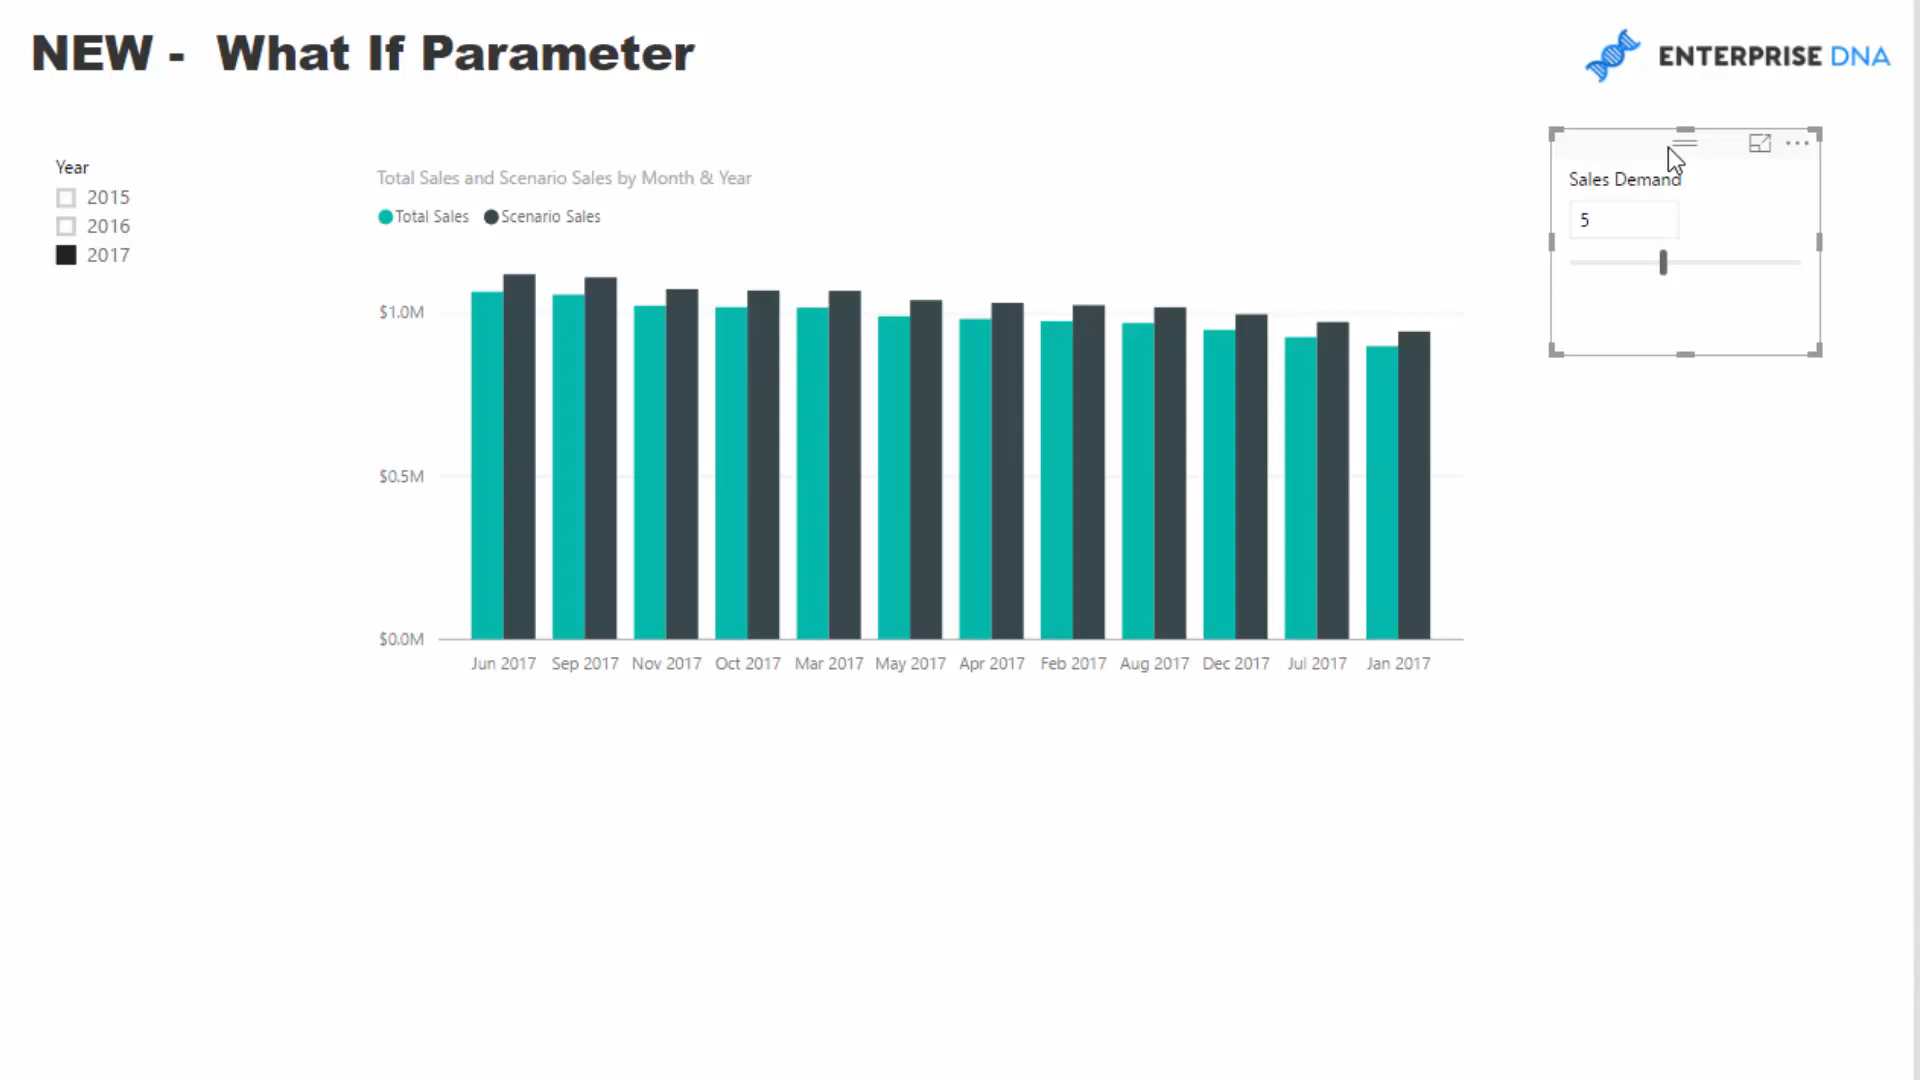 NEW - What If Parameter
ENTERPRISE DNA
Year
2015
2016
2017
Total Sales and Scenario Sales by Month & Year
Total Sales Scenario Sales
$1.0M
$0.5M
$0.0M
Jun 2017 Sep 2017 Nov 2017 Oct 2017 Mar 2017 May 2017 Apr 2017 Feb 2017 Aug 2017 Dec 2017 Jul 2017 Jan 2017
Sales Demand
5